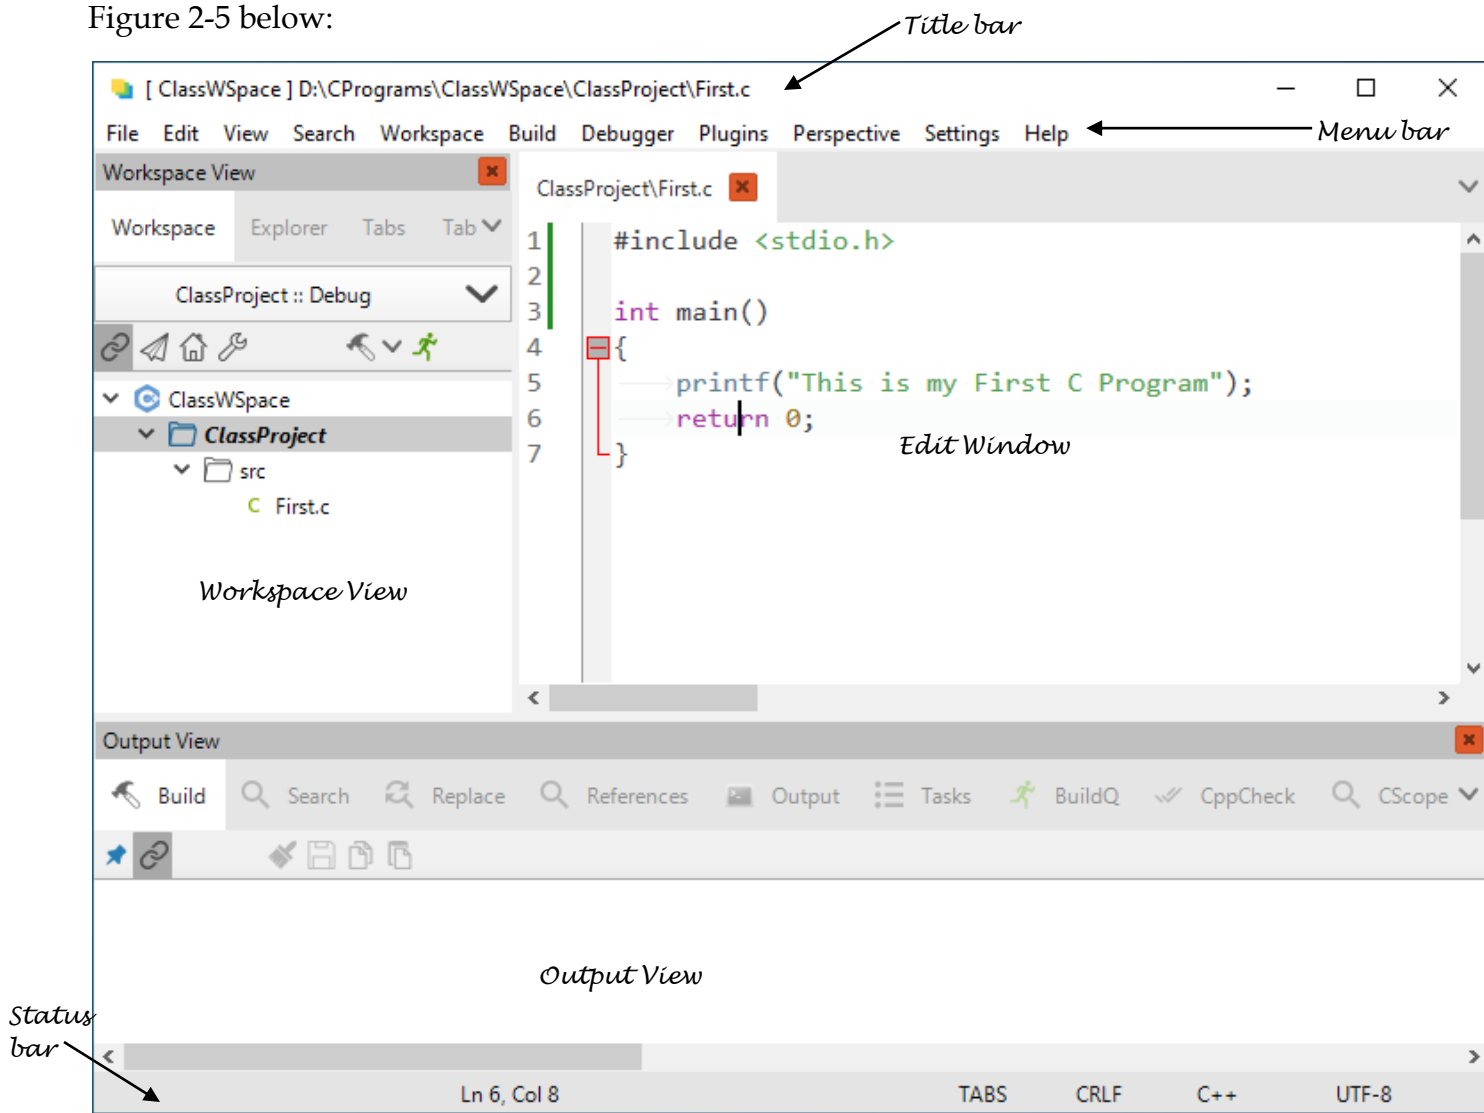 Figure 2-5 below:
Title bar
[ ClassWSpace ] D:\CPrograms\ClassWSpace\ClassProject\First.c
File Edit View Search Workspace Build Debugger Plugins Perspective Settings Help
Menu bar
Workspace View
ClassProject\First.c
Workspace Explorer Tabs Tab
ClassProject :: Debug
1 #include <stdio.h>
2
3 int main()
4 {
5 printf("This is my First C Program");
6 return 0;
7 }
Edit Window
ClassWSpace
ClassProject
src
C First.c
Workspace View
Output View
Build Search Replace References Output Tasks BuildQ CppCheck CScope
Output View
Status
bar
Ln 6, Col 8 TABS CRLF C++ UTF-8